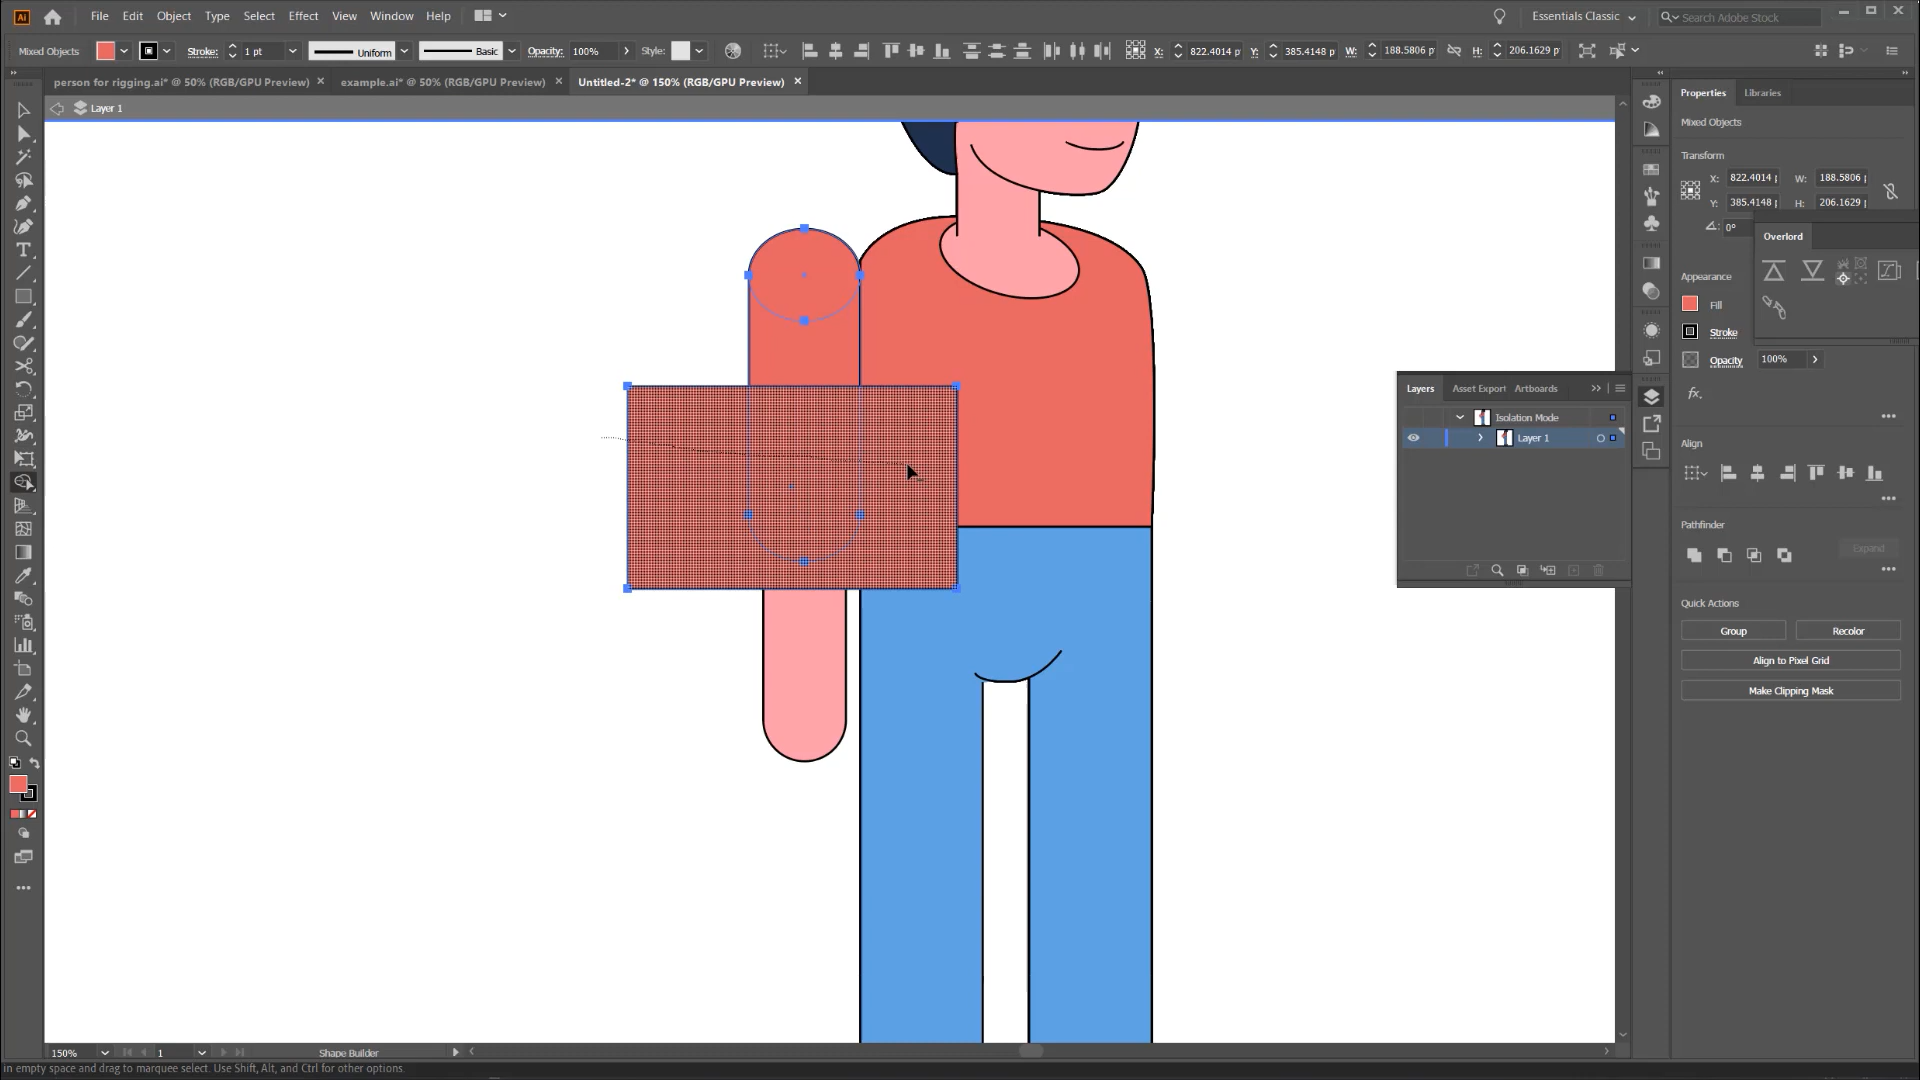 Ai File Edit Object Type Select Effect View Window Help Essentials Classic Search Adobe Stock
Mixed Objects Stroke: 1 pt Uniform Basic Opacity: 100% Style: X: 822.4014 p Y: 385.4148 p W: 188.5806 p H: 206.1629 p
person for rigging.ai* @ 50% (RGB/GPU Preview) × example.ai* @ 50% (RGB/GPU Preview) × Untitled-2* @ 150% (RGB/GPU Preview) ×
Layer 1
Properties Libraries
Mixed Objects
Transform
X: 822.4014 W: 188.5806
Y: 385.4148 H: 206.1629
0°
Overlord
Appearance
Fill
Stroke
Opacity 100%
fx.
Layers Asset Export Artboards
Isolation Mode
Layer 1
Align
Pathfinder
Expand
Quick Actions
Group Recolor
Align to Pixel Grid
Make Clipping Mask
150% 1 Shape Builder
in empty space and drag to marquee select. Use Shift, Alt, and Ctrl for other options.